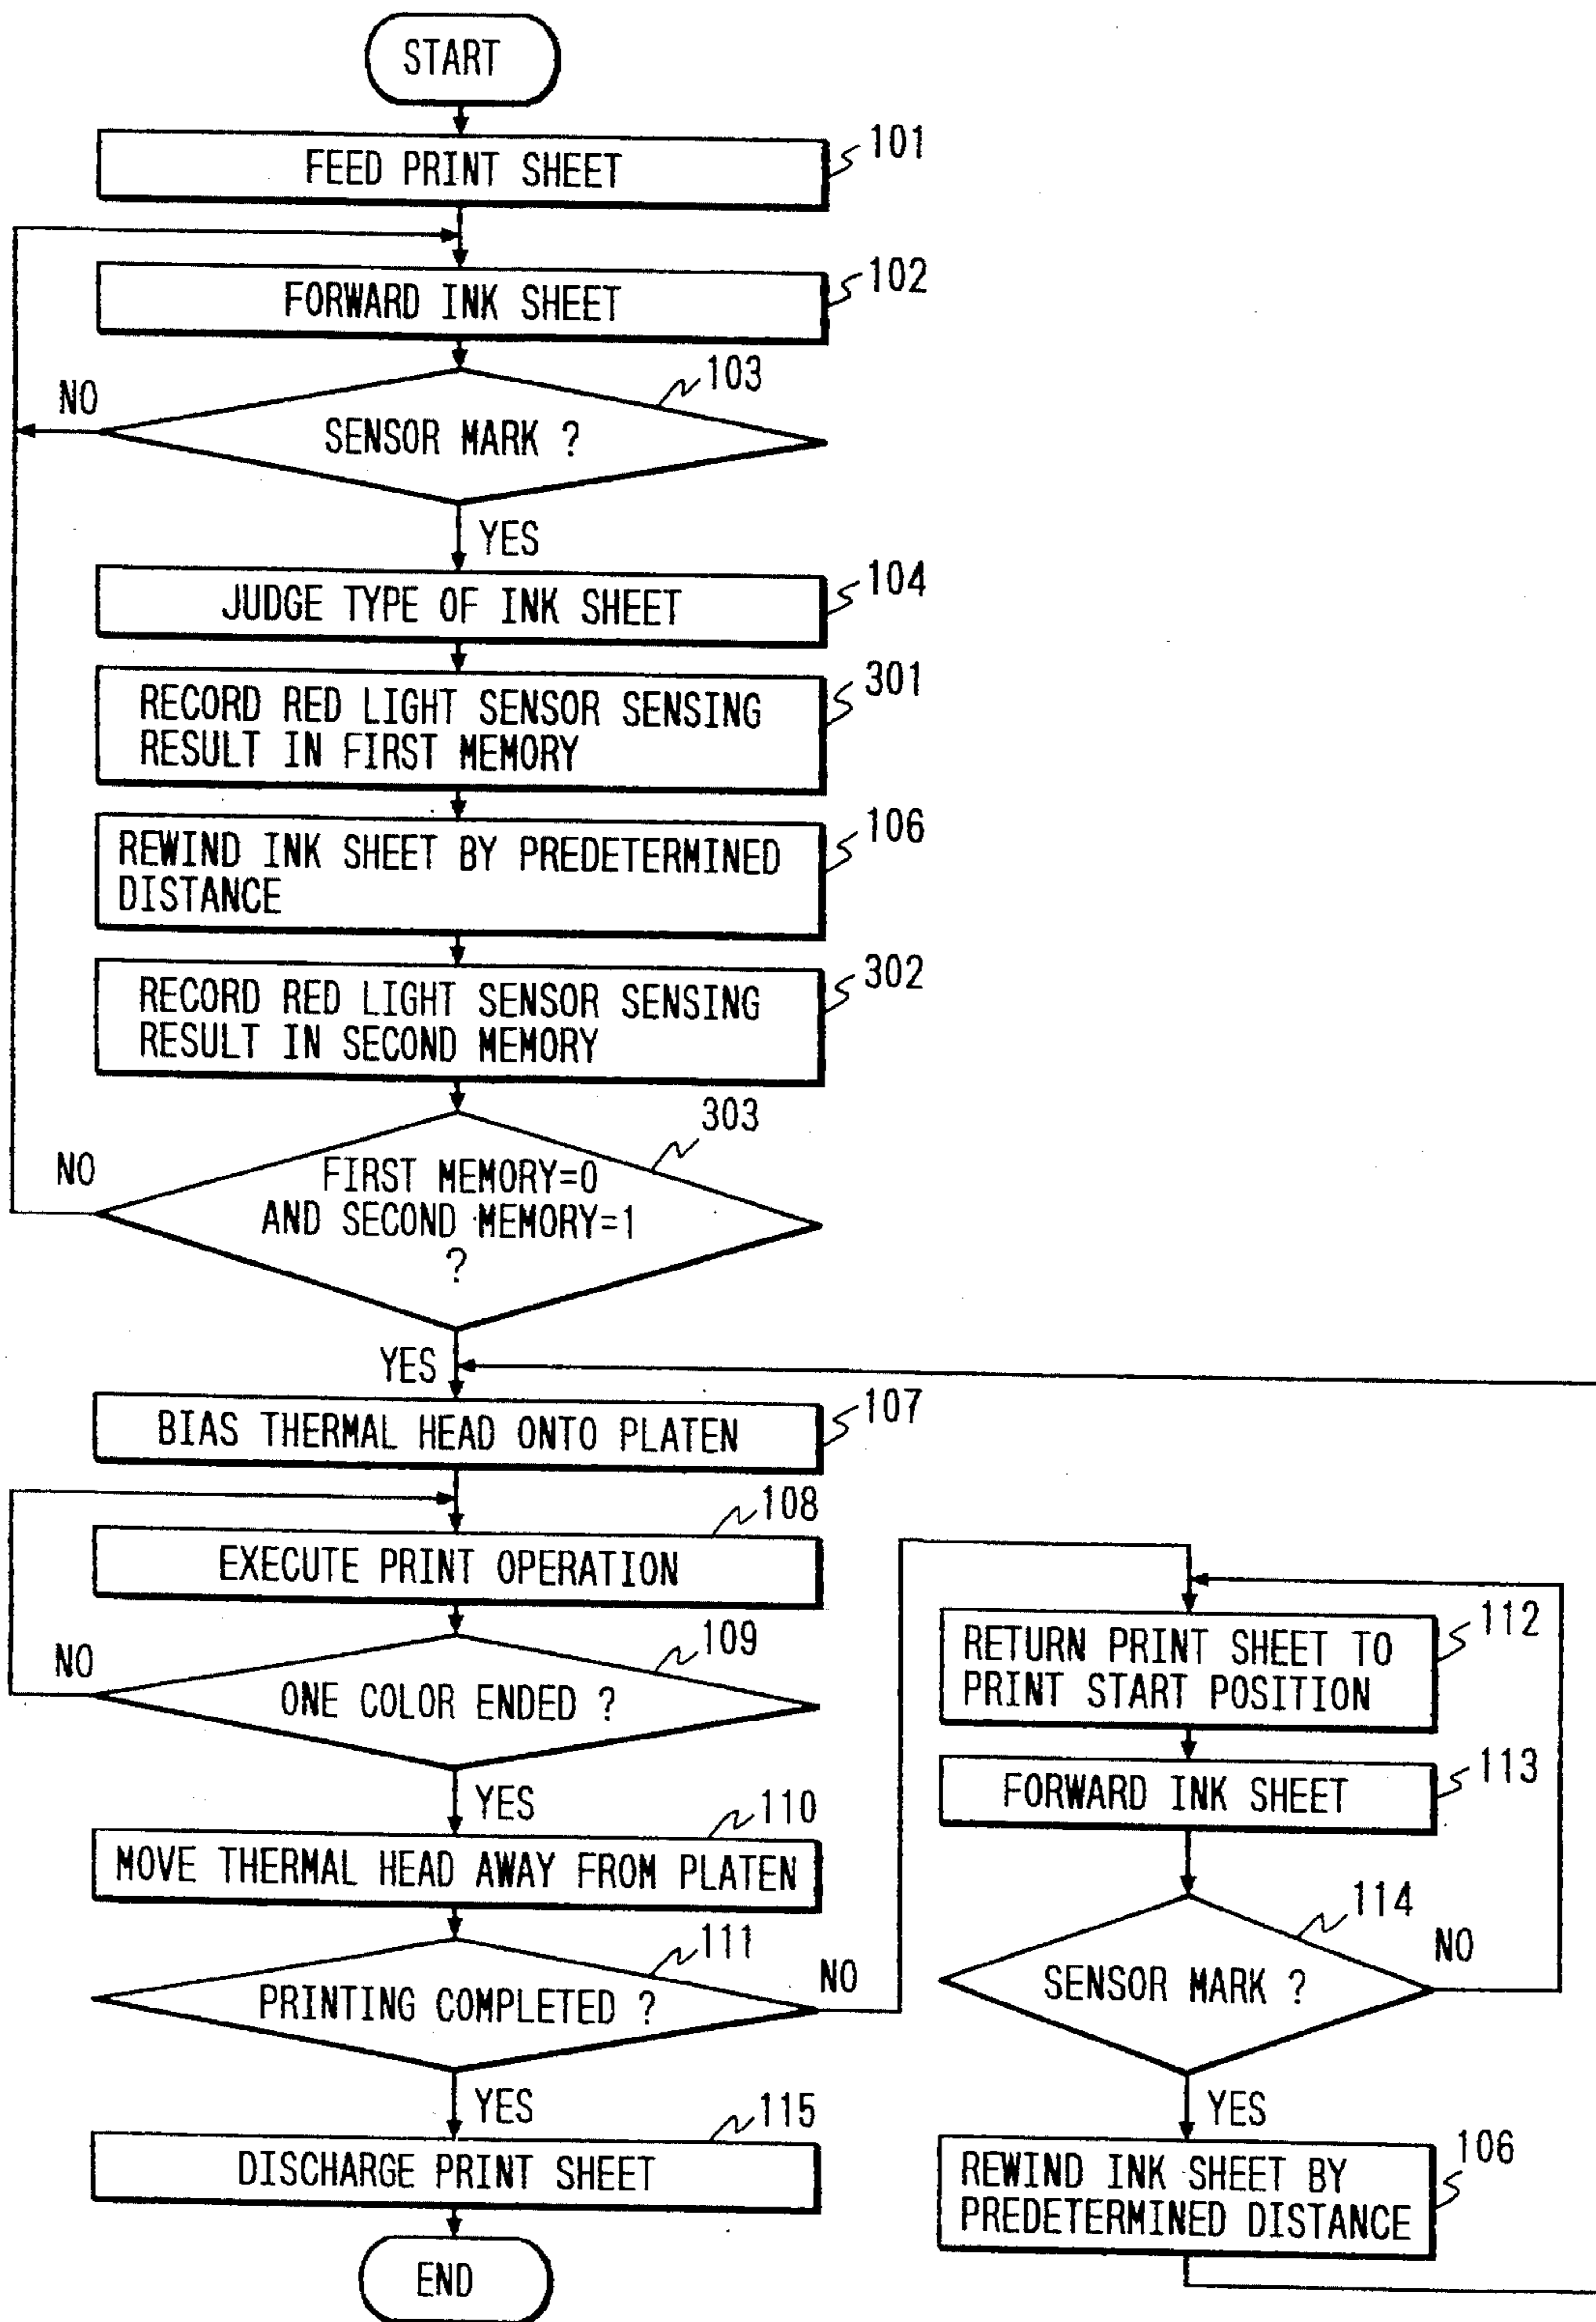 START
FEED PRINT SHEET
101
FORWARD INK SHEET
102
103
NO
SENSOR MARK ?
YES
JUDGE TYPE OF INK SHEET
104
RECORD RED LIGHT SENSOR SENSING
RESULT IN FIRST MEMORY
301
REWIND INK SHEET BY PREDETERMINED
DISTANCE
106
RECORD RED LIGHT SENSOR SENSING
RESULT IN SECOND MEMORY
302
303
NO
FIRST MEMORY=0
AND SECOND MEMORY=1
?
YES
BIAS THERMAL HEAD ONTO PLATEN
107
108
EXECUTE PRINT OPERATION
109
NO
ONE COLOR ENDED ?
YES
110
MOVE THERMAL HEAD AWAY FROM PLATEN
111
PRINTING COMPLETED ?
NO
YES
115
DISCHARGE PRINT SHEET
END
RETURN PRINT SHEET TO
PRINT START POSITION
112
FORWARD INK SHEET
113
114
SENSOR MARK ?
NO
YES
REWIND INK SHEET BY
PREDETERMINED DISTANCE
106